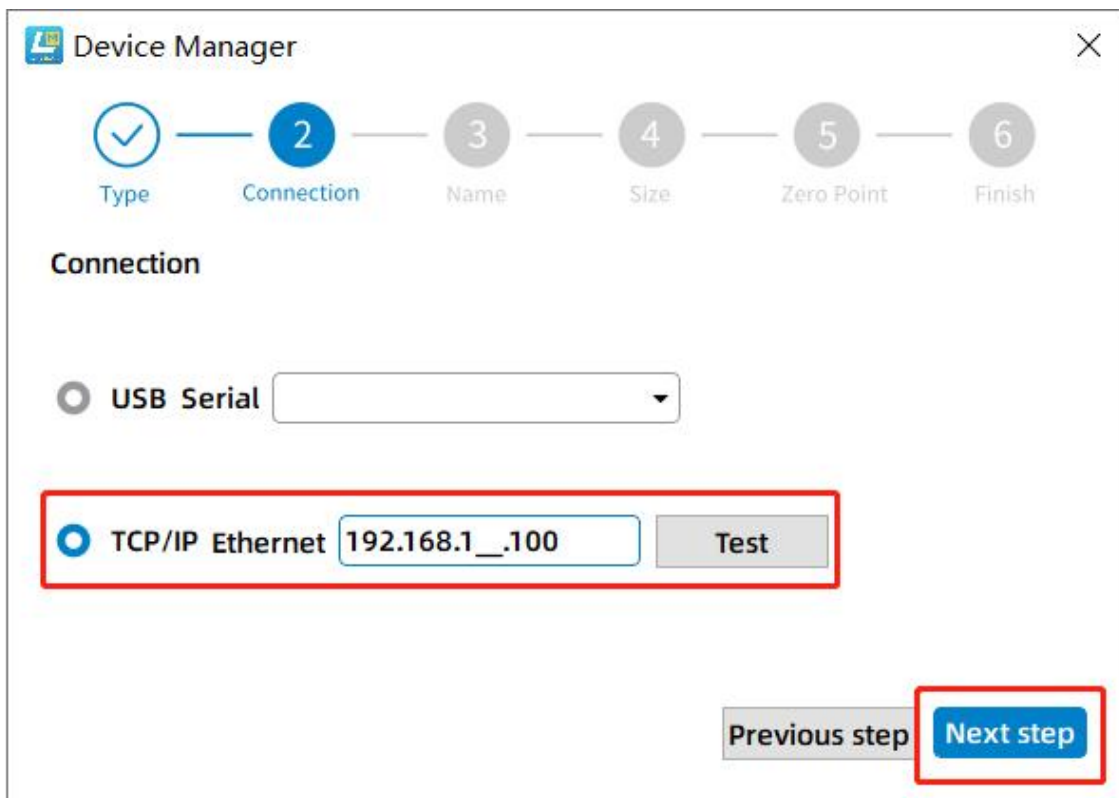 Device Manager
2 3 4 5 6
Type Connection Name Size Zero Point Finish
Connection
USB Serial
TCP/IP Ethernet 192.168.1__.100 Test
Previous step Next step